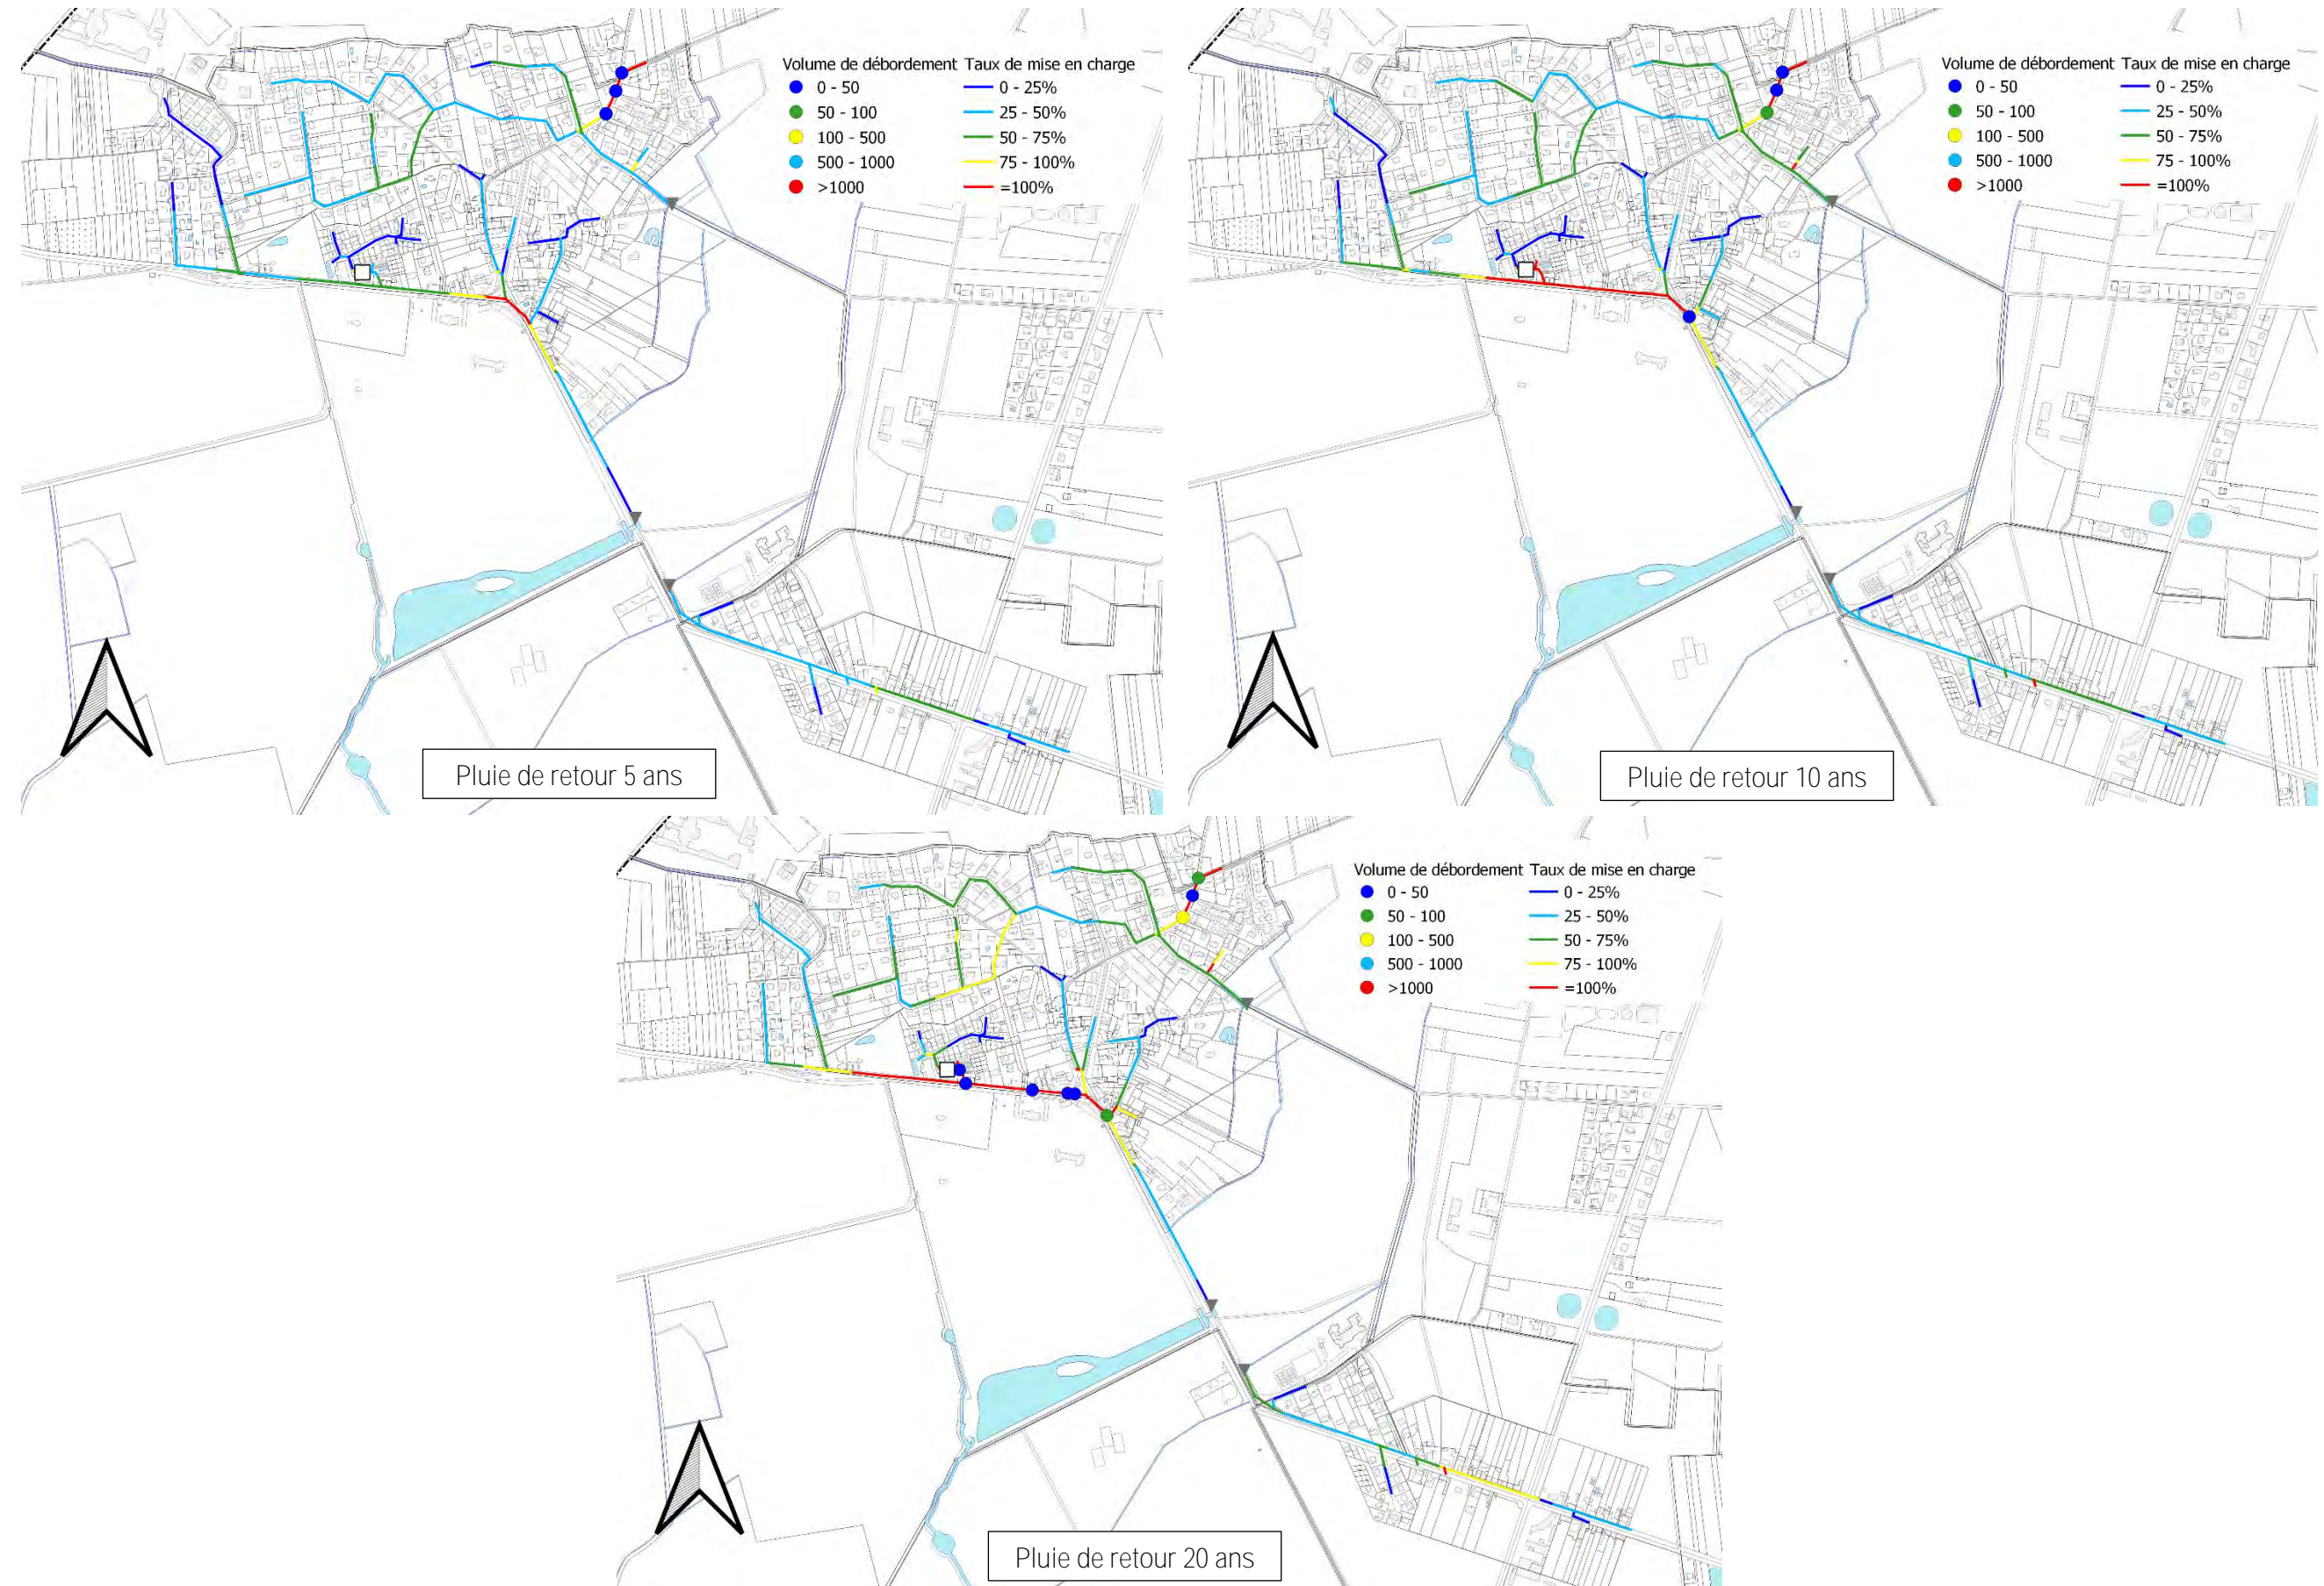 Volume de débordement Taux de mise en charge
0 - 50 0 - 25%
50 - 100 25 - 50%
100 - 500 50 - 75%
500 - 1000 75 - 100%
>1000 =100%
Pluie de retour 5 ans
Volume de débordement Taux de mise en charge
0 - 50 0 - 25%
50 - 100 25 - 50%
100 - 500 50 - 75%
500 - 1000 75 - 100%
>1000 =100%
Pluie de retour 10 ans
Volume de débordement Taux de mise en charge
0 - 50 0 - 25%
50 - 100 25 - 50%
100 - 500 50 - 75%
500 - 1000 75 - 100%
>1000 =100%
Pluie de retour 20 ans